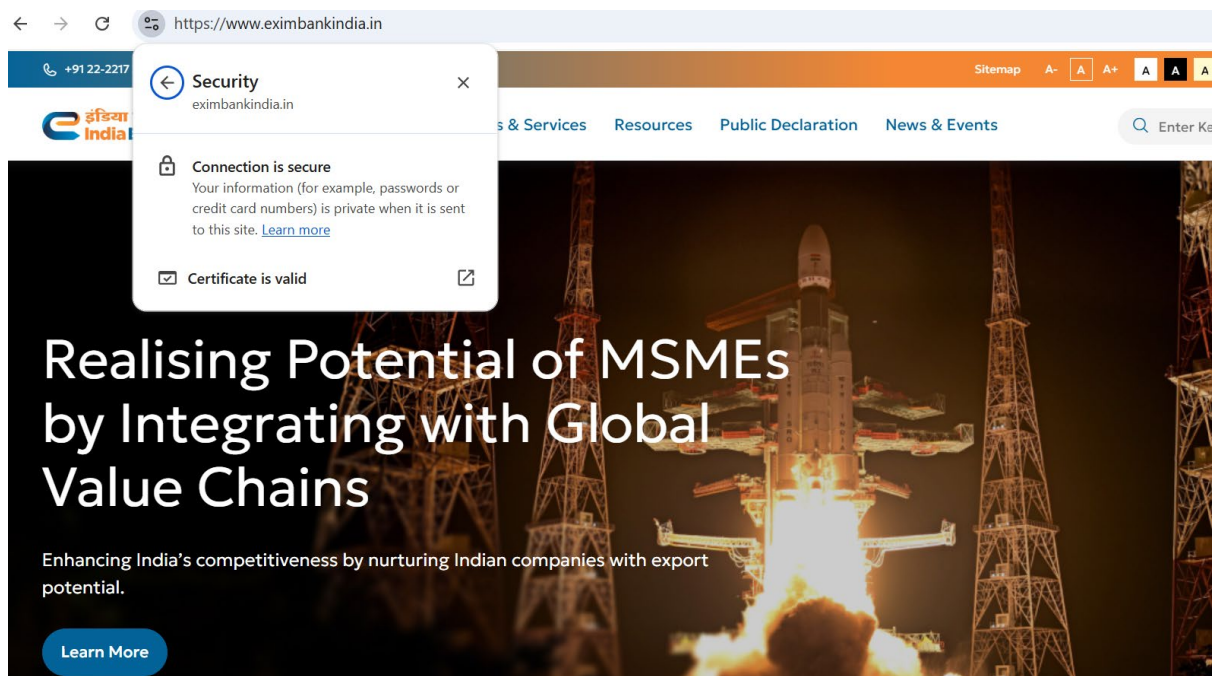 https://www.eximbankindia.in
+91 22-2217
Sitemap A- A A+ A A A
Security
eximbankindia.in
इंडिया
India
& Services Resources Public Declaration News & Events
Enter
Connection is secure
Your information (for example, passwords or
credit card numbers) is private when it is sent
to this site. Learn more
Certificate is valid
Realising Potential of MSMEs
by Integrating with Global
Value Chains
Enhancing India’s competitiveness by nurturing Indian companies with export
potential.
Learn More